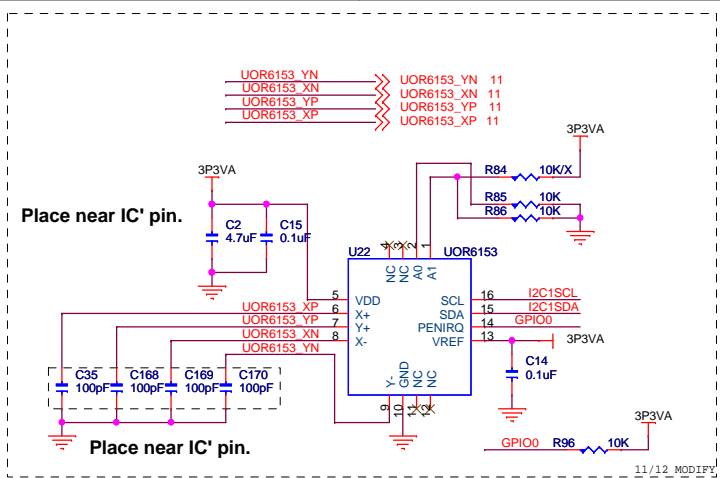 UOR6153_YN UOR6153_YN 11
UOR6153_XN UOR6153_XN 11
UOR6153_YP UOR6153_YP 11
UOR6153_XP UOR6153_XP 11
3P3VA
3P3VA
R84 10K/X
R85 10K
R86 10K
Place near IC' pin.
C2
4.7uF
C15
0.1uF
U22 UOR6153
4 3 2 1
NC NC A0 A1
5 VDD
UOR6153_XP 6 X+
UOR6153_YP 7 Y+
UOR6153_XN 8 X-
UOR6153_YN
SCL 16 I2C1SCL
SDA 15 I2C1SDA
PENIRQ 14 GPIO0
VREF 13 3P3VA
Y- GND NC NC
9 10 11 12
C14
0.1uF
C35
100pF
C168
100pF
C169
100pF
C170
100pF
Place near IC' pin.
3P3VA
GPIO0 R96 10K
11/12 MODIFY